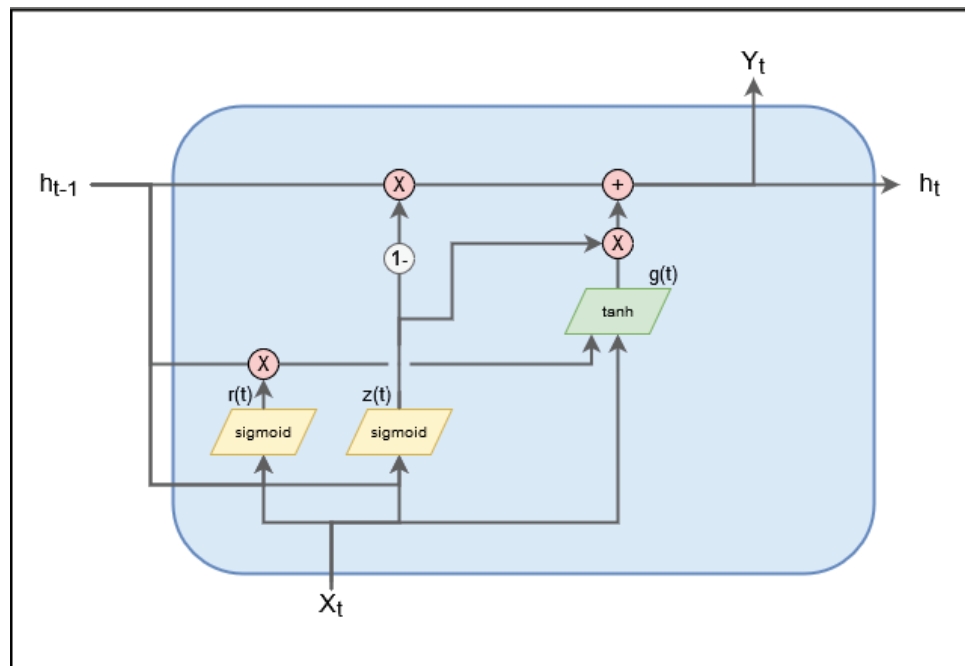 Yt
ht-1
X
+
ht
1-
X
g(t)
tanh
X
r(t)
z(t)
sigmoid
sigmoid
Xt